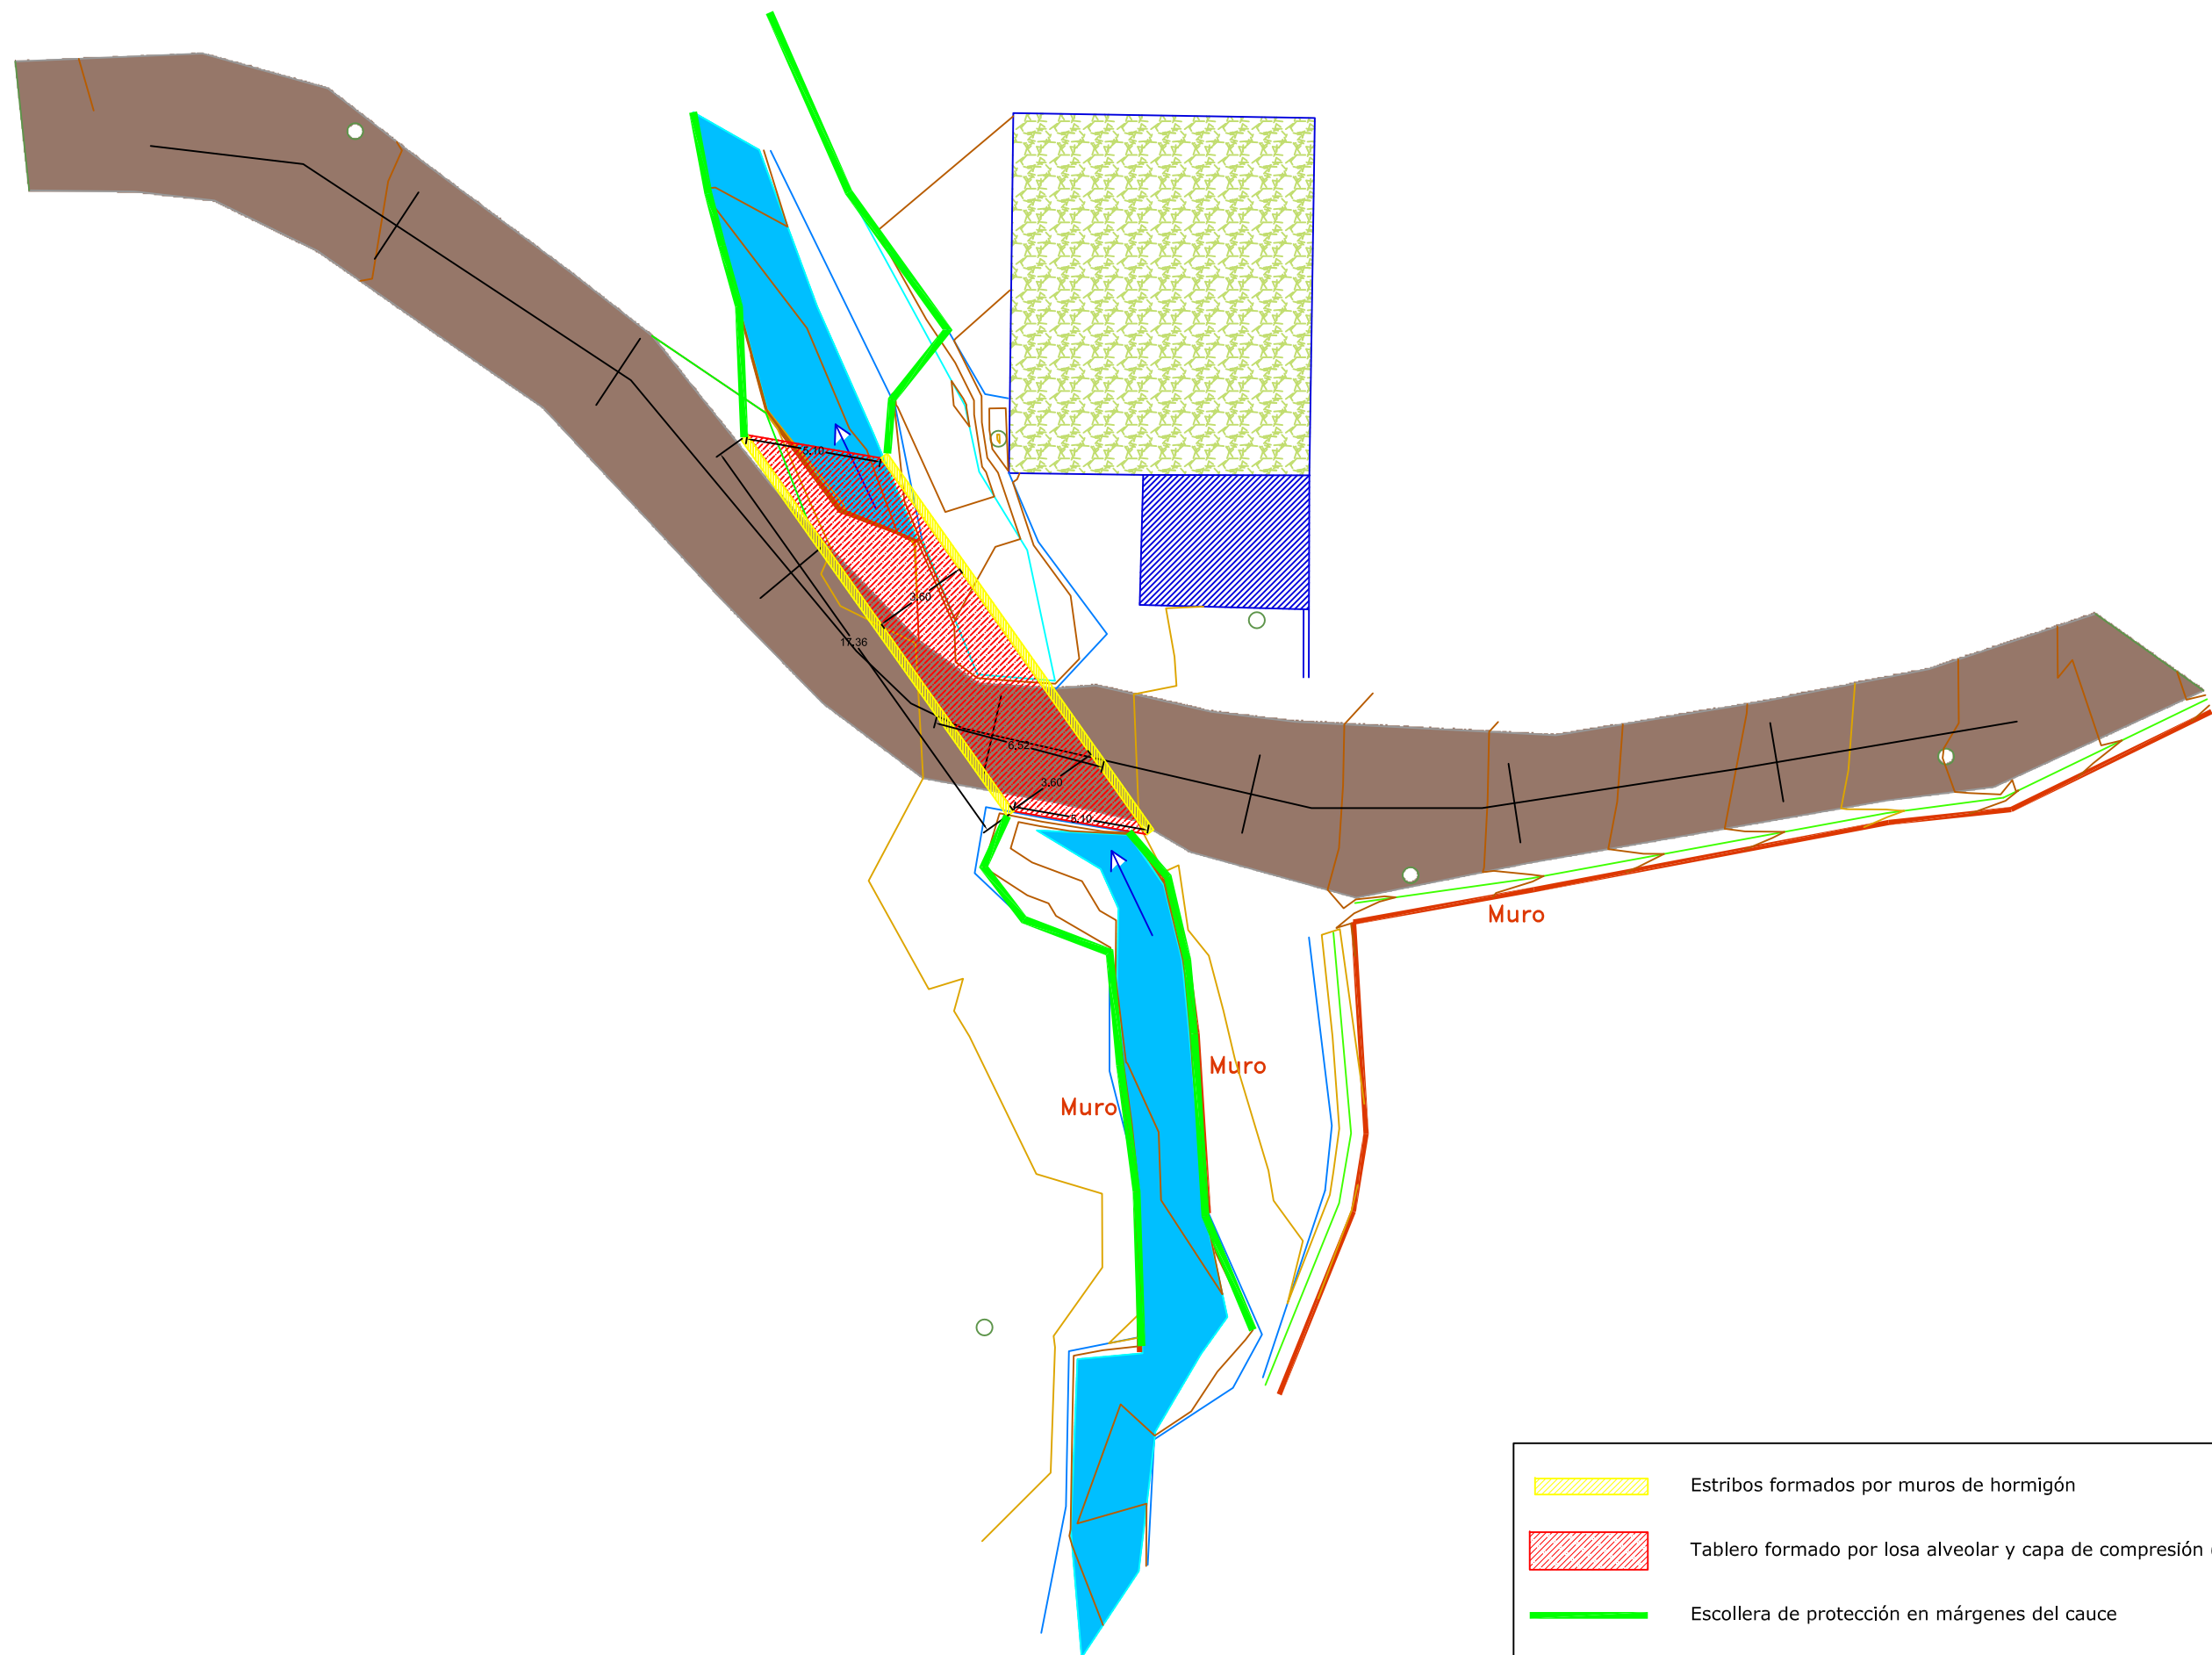 5.10
3.60
17.36
6.52
3.60
5.10
Muro
Muro
Muro
Estribos formados por muros de hormigón
Tablero formado por losa alveolar y capa de compresión
Escollera de protección en márgenes del cauce